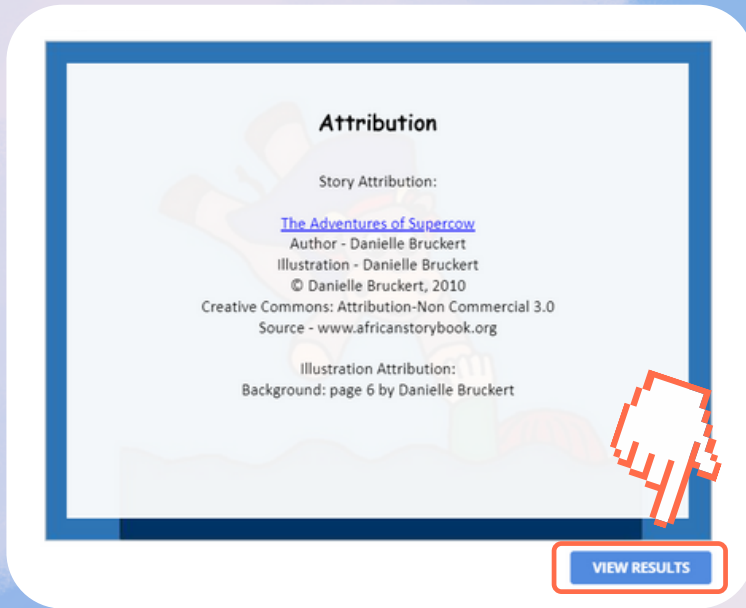 Attribution
Story Attribution:
The Adventures of Supercow
Author - Danielle Bruckert
Illustration - Danielle Bruckert
© Danielle Bruckert, 2010
Creative Commons: Attribution-Non Commercial 3.0
Source - www.africanstorybook.org
Illustration Attribution:
Background: page 6 by Danielle Bruckert
VIEW RESULTS